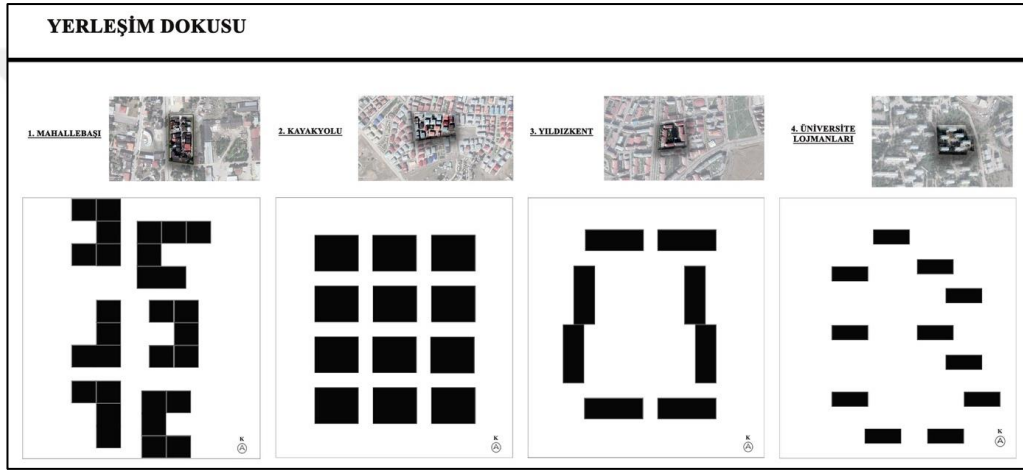 YERLEŞİM DOKUSU
1. MAHALLEBAŞI
2. KAYAKYOLU
3. YILDIZKENT
4. ÜNİVERSİTE
LOJMANLARI
K
K
K
K